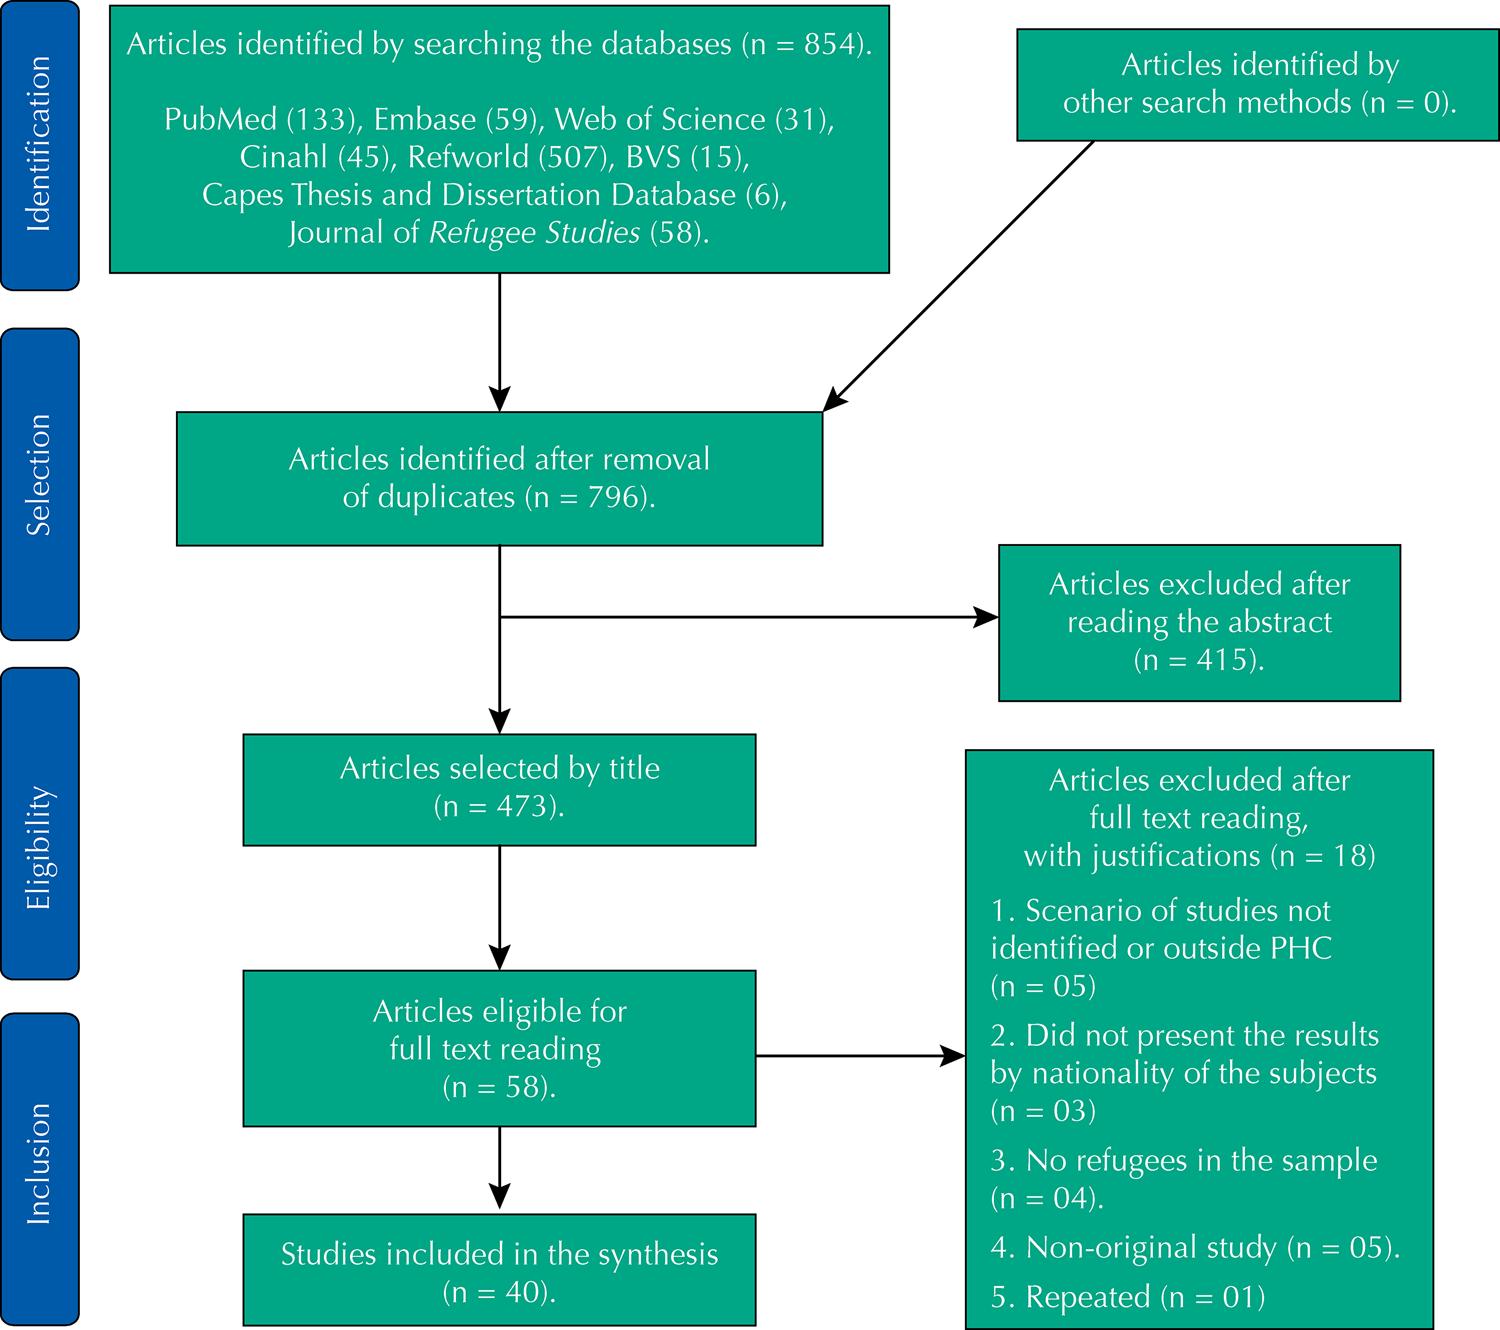 Identification
Articles identified by searching the databases (n = 854).
PubMed (133), Embase (59), Web of Science (31),
Cinahl (45), Refworld (507), BVS (15),
Capes Thesis and Dissertation Database (6),
Journal of Refugee Studies (58).
Articles identified by
other search methods (n = 0).
Selection
Articles identified after removal
of duplicates (n = 796).
Articles excluded after
reading the abstract
(n = 415).
Eligibility
Articles selected by title
(n = 473).
Articles eligible for
full text reading
(n = 58).
Articles excluded after
full text reading,
with justifications (n = 18)
1. Scenario of studies not
identified or outside PHC
(n = 05)
2. Did not present the results
by nationality of the subjects
(n = 03)
3. No refugees in the sample
(n = 04).
4. Non-original study (n = 05).
5. Repeated (n = 01)
Inclusion
Studies included in the synthesis
(n = 40).